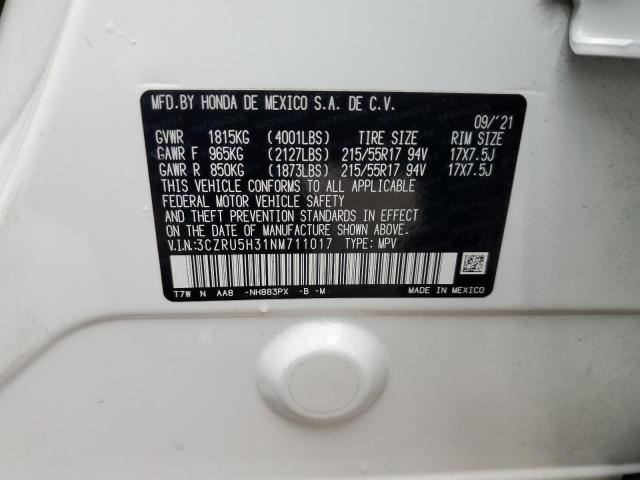 MFD.BY HONDA DE MEXICO S.A. DE C.V.
09/'21
GVWR 1815KG (4001LBS) TIRE SIZE RIM SIZE
GAWR F 965KG (2127LBS) 215/55R17 94V 17X7.5J
GAWR R 850KG (1873LBS) 215/55R17 94V 17X7.5J
THIS VEHICLE CONFORMS TO ALL APPLICABLE
FEDERAL MOTOR VEHICLE SAFETY
AND THEFT PREVENTION STANDARDS IN EFFECT
ON THE DATE OF MANUFACTURE SHOWN ABOVE.
V.I.N.:3CZRU5H31NM711017 TYPE: MPV
T7W N AA8 -NH883PX -B -M